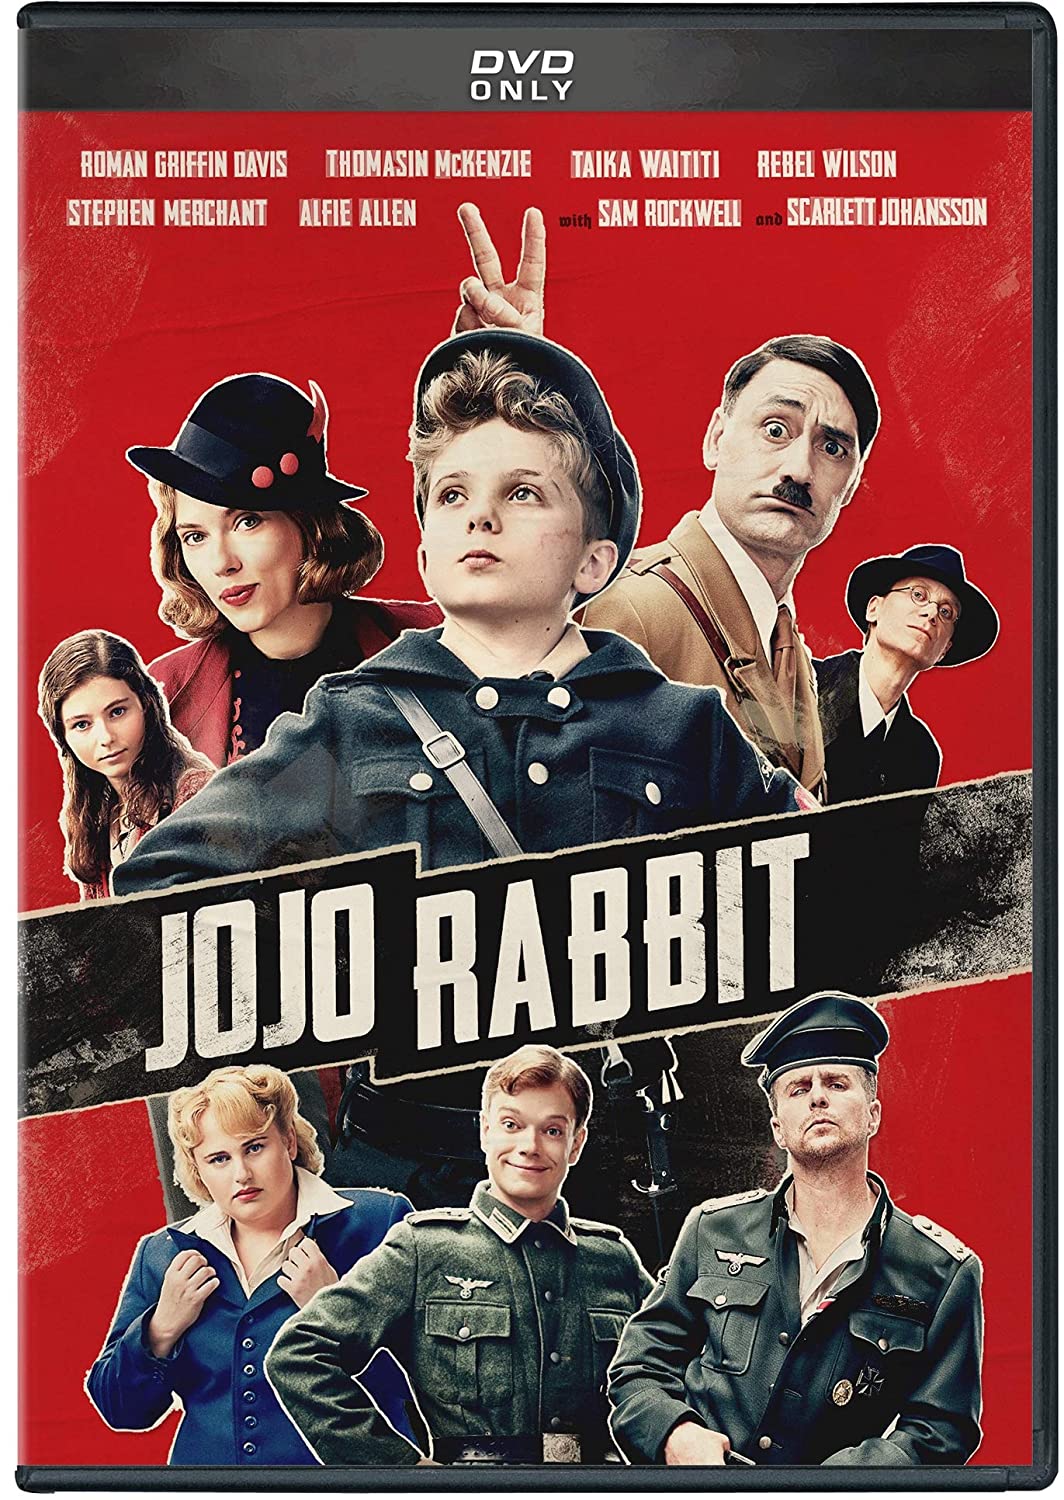 DVD
ONLY
ROMAN GRIFFIN DAVIS THOMASIN McKENZIE TAIKA WAITITI REBEL WILSON
STEPHEN MERCHANT ALFIE ALLEN with SAM ROCKWELL and SCARLETT JOHANSSON
JOJO RABBIT